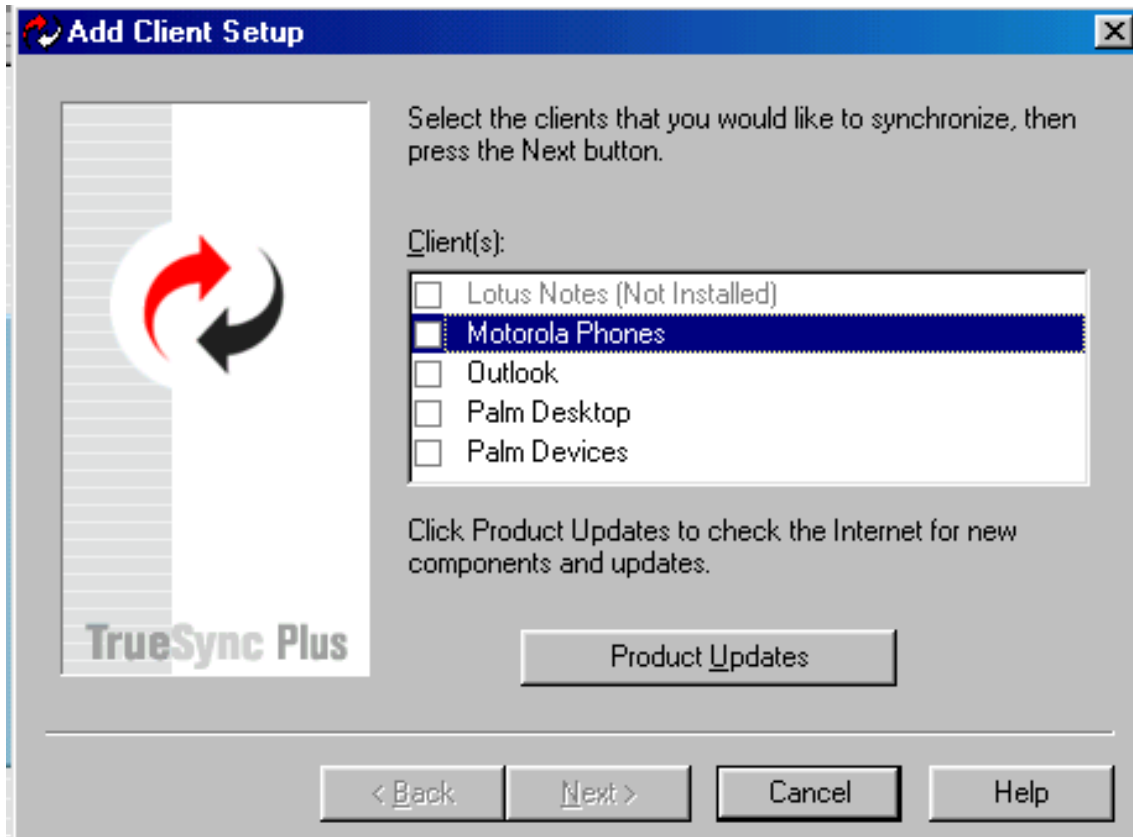 Add Client Setup
Select the clients that you would like to synchronize, then
press the Next button.
Client(s):
Lotus Notes (Not Installed)
Motorola Phones
Outlook
Palm Desktop
Palm Devices
Click Product Updates to check the Internet for new
components and updates.
TrueSync Plus
Product Updates
< Back
Next >
Cancel
Help